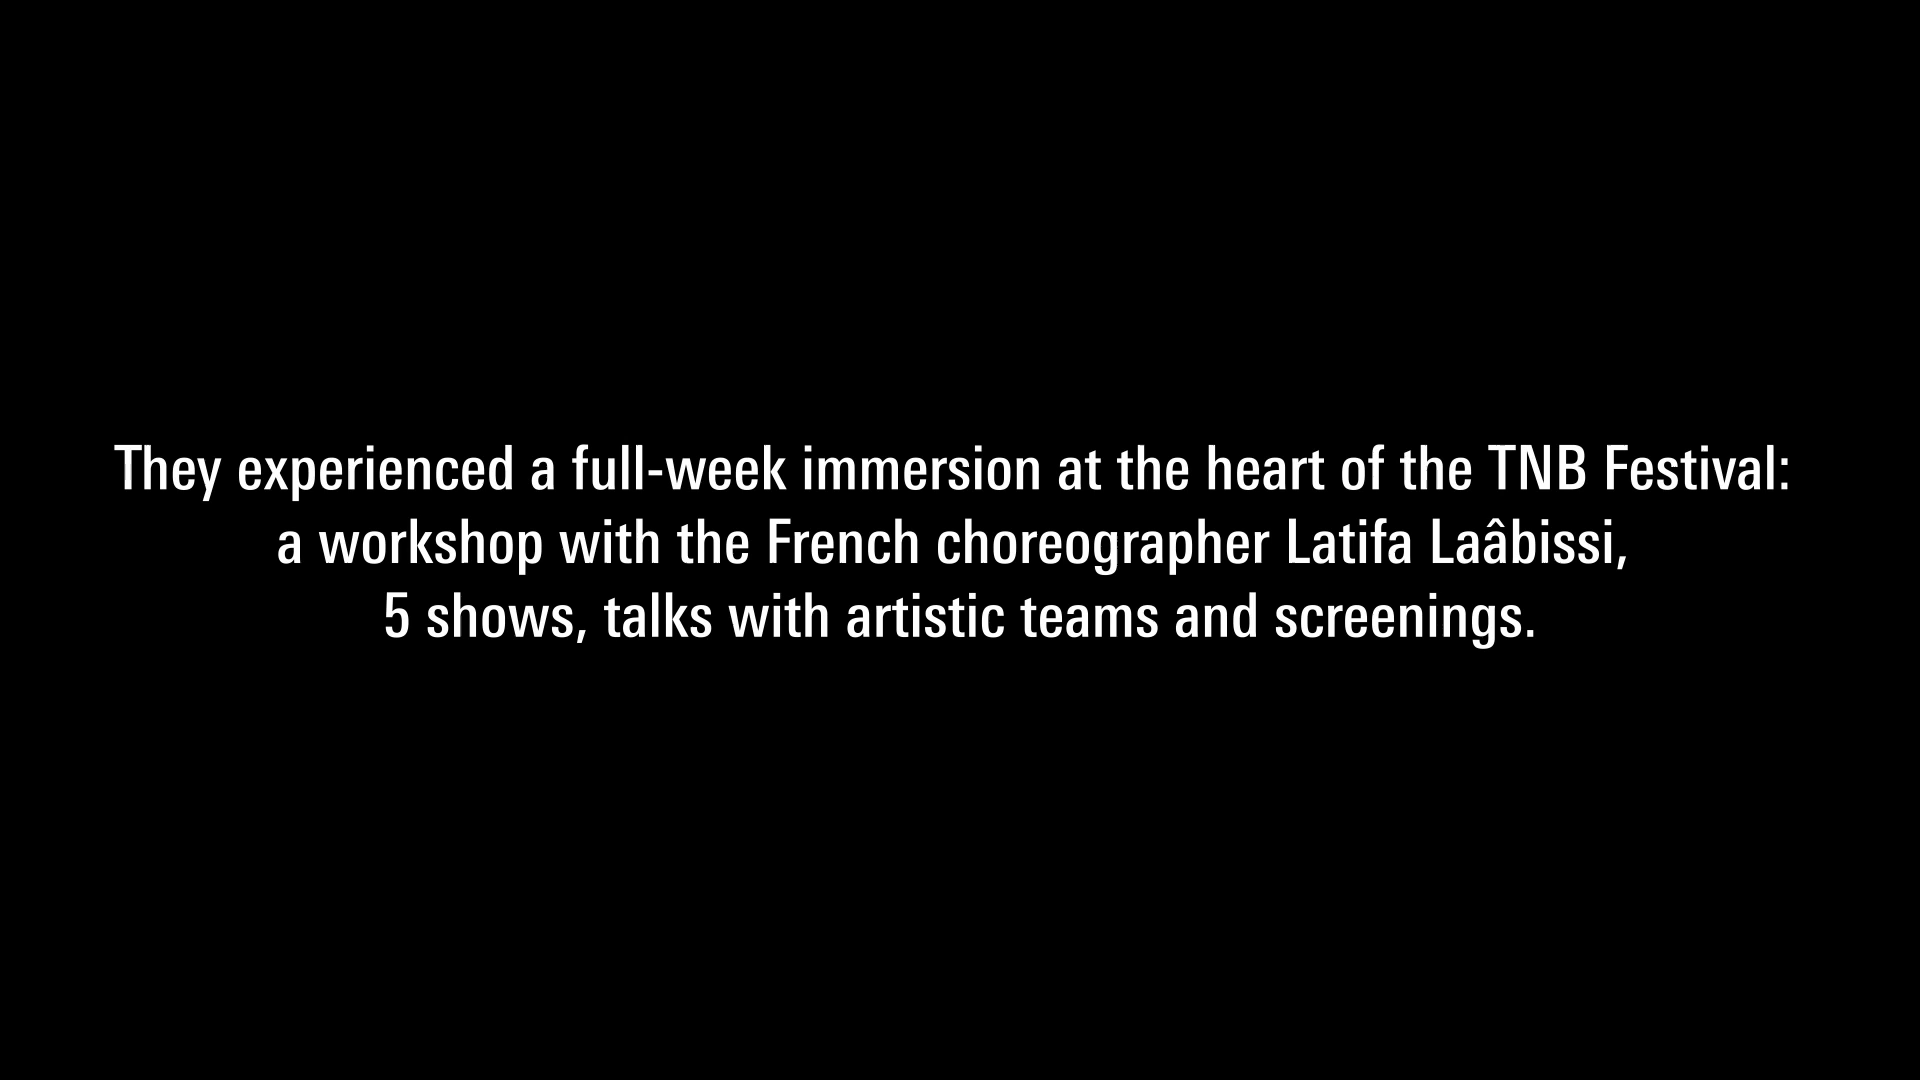 They experienced a full-week immersion at the heart of the TNB Festival:
a workshop with the French choreographer Latifa Laâbissi,
5 shows, talks with artistic teams and screenings.